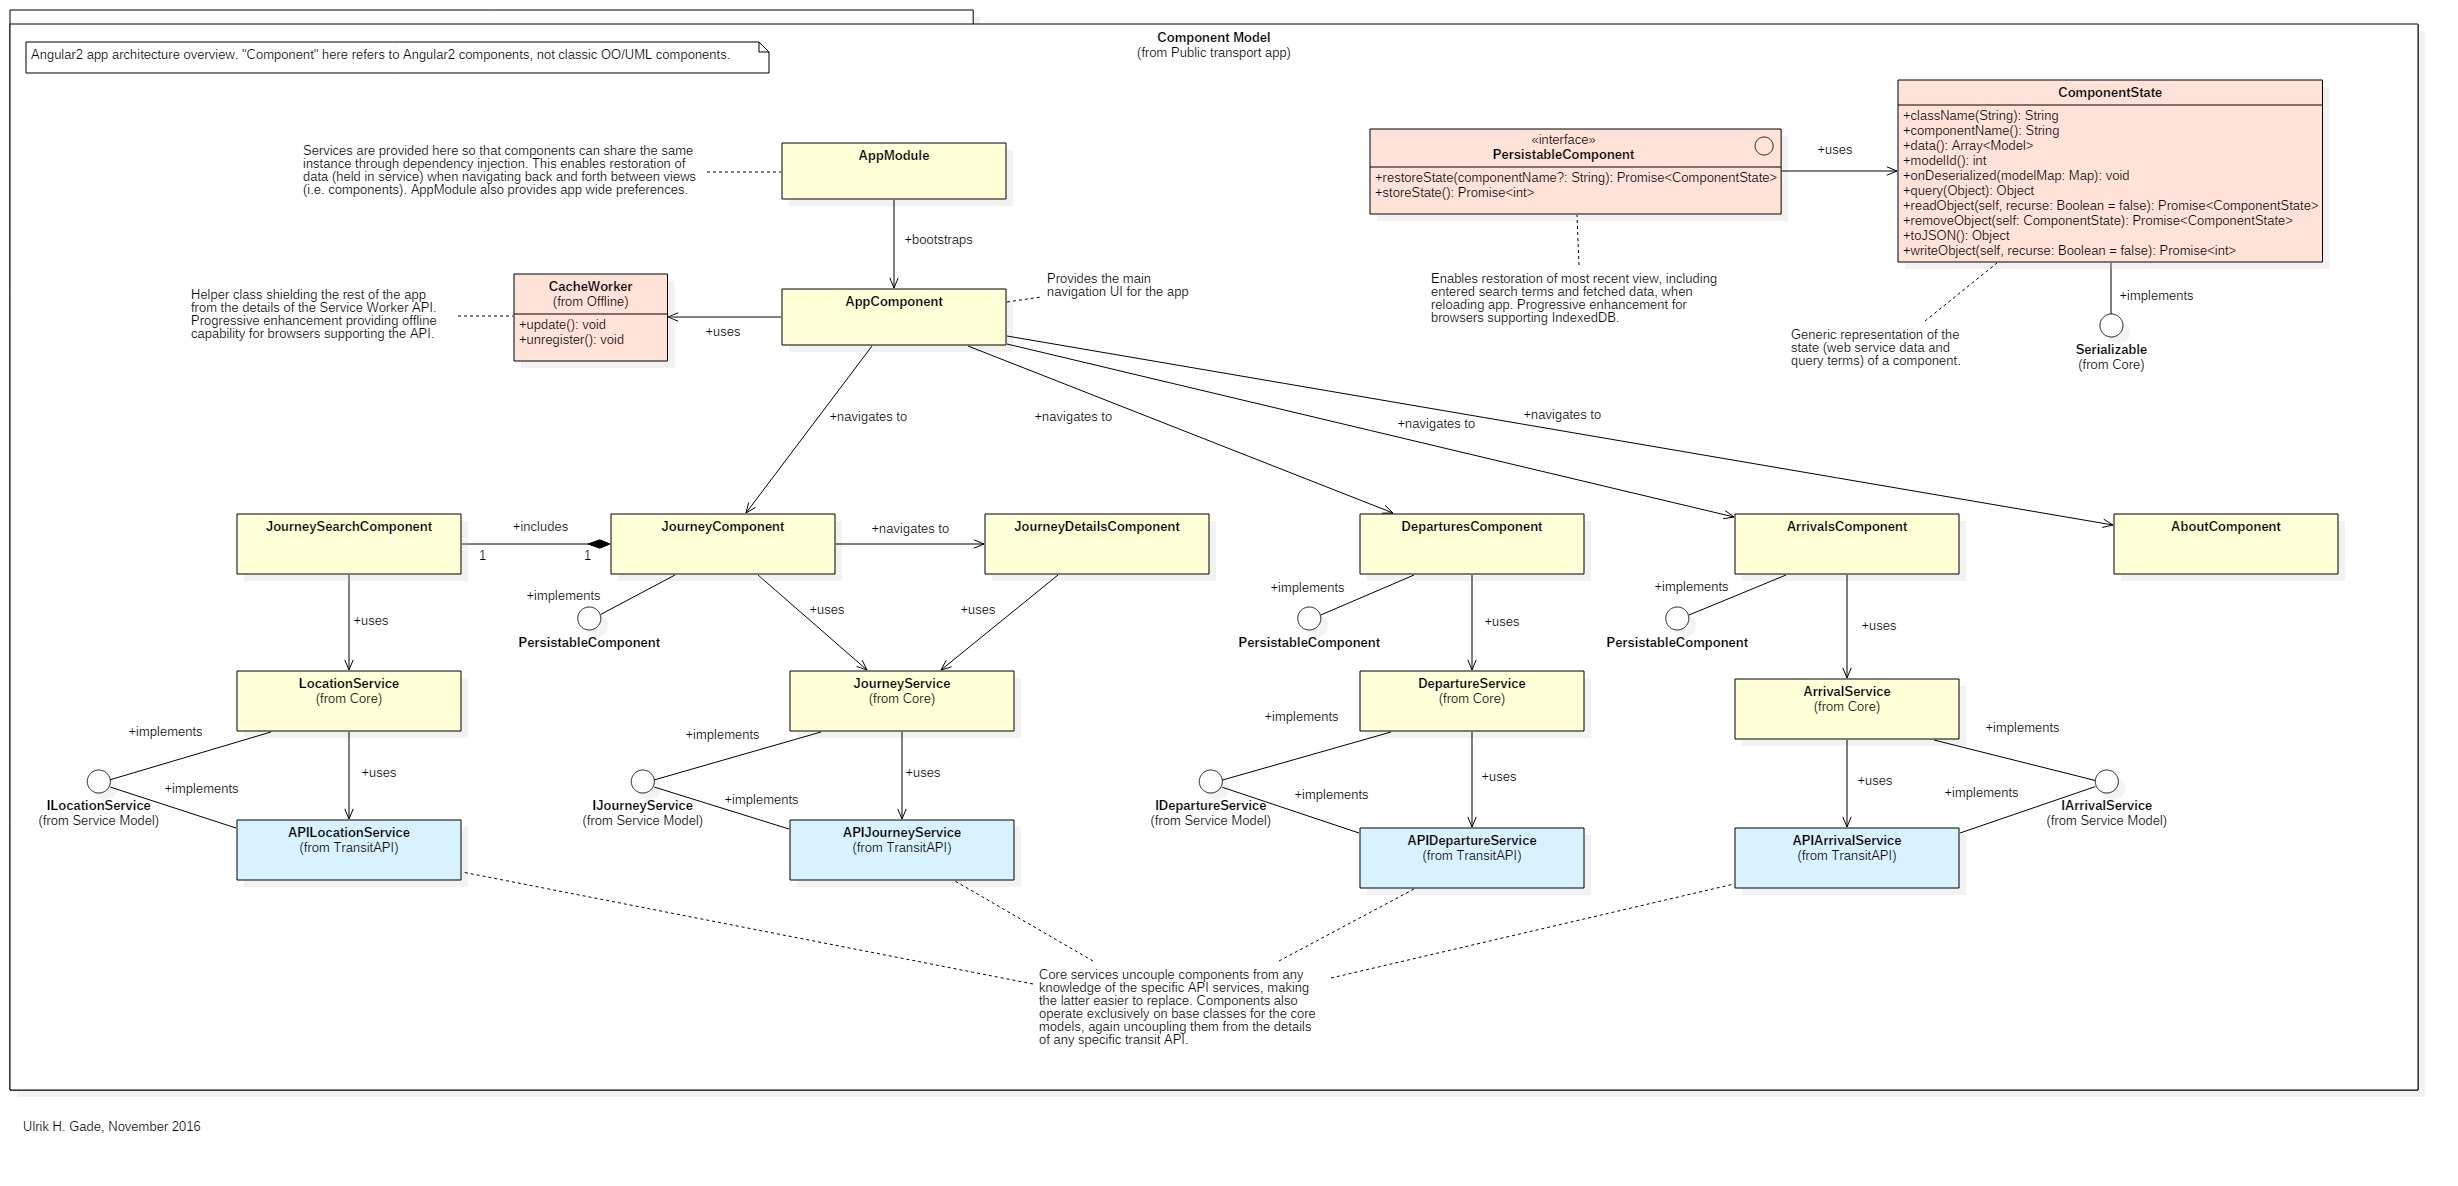 Component Model
(from Public transport app)
Angular2 app architecture overview. "Component" here refers to Angular2 components, not classic OO/UML components.
ComponentState
+className(String): String
+componentName(): String
+data(): Array<Model>
+modelId(): int
+onDeserialized(modelMap: Map): void
+query(Object): Object
+readObject(self, recurse: Boolean = false): Promise<ComponentState>
+removeObject(self: ComponentState): Promise<ComponentState>
+toJSON(): Object
+writeObject(self, recurse: Boolean = false): Promise<int>
«interface»
PersistableComponent
+restoreState(componentName?: String): Promise<ComponentState>
+storeState(): Promise<int>
+uses
Services are provided here so that components can share the same
instance through dependency injection. This enables restoration of
data (held in service) when navigating back and forth between views
(i.e. components). AppModule also provides app wide preferences.
AppModule
+bootstraps
Helper class shielding the rest of the app
from the details of the Service Worker API.
Progressive enhancement providing offline
capability for browsers supporting the API.
CacheWorker
(from Offline)
+update(): void
+unregister(): void
+uses
AppComponent
Provides the main
navigation UI for the app
Enables restoration of most recent view, including
entered search terms and fetched data, when
reloading app. Progressive enhancement for
browsers supporting IndexedDB.
Generic representation of the
state (web service data and
query terms) of a component.
+implements
Serializable
(from Core)
+navigates to
+navigates to
+navigates to
+navigates to
JourneySearchComponent
+includes
1
1
JourneyComponent
+navigates to
JourneyDetailsComponent
DeparturesComponent
ArrivalsComponent
AboutComponent
+uses
+implements
PersistableComponent
+uses
+uses
+implements
PersistableComponent
+uses
+implements
PersistableComponent
+uses
LocationService
(from Core)
JourneyService
(from Core)
DepartureService
(from Core)
ArrivalService
(from Core)
+implements
+uses
+implements
ILocationService
(from Service Model)
+implements
+uses
+implements
IJourneyService
(from Service Model)
+implements
+uses
+implements
IDepartureService
(from Service Model)
+implements
+uses
+implements
IArrivalService
(from Service Model)
APILocationService
(from TransitAPI)
APIJourneyService
(from TransitAPI)
APIDepartureService
(from TransitAPI)
APIArrivalService
(from TransitAPI)
Core services uncouple components from any
knowledge of the specific API services, making
the latter easier to replace. Components also
operate exclusively on base classes for the core
models, again uncoupling them from the details
of any specific transit API.
Ulrik H. Gade, November 2016